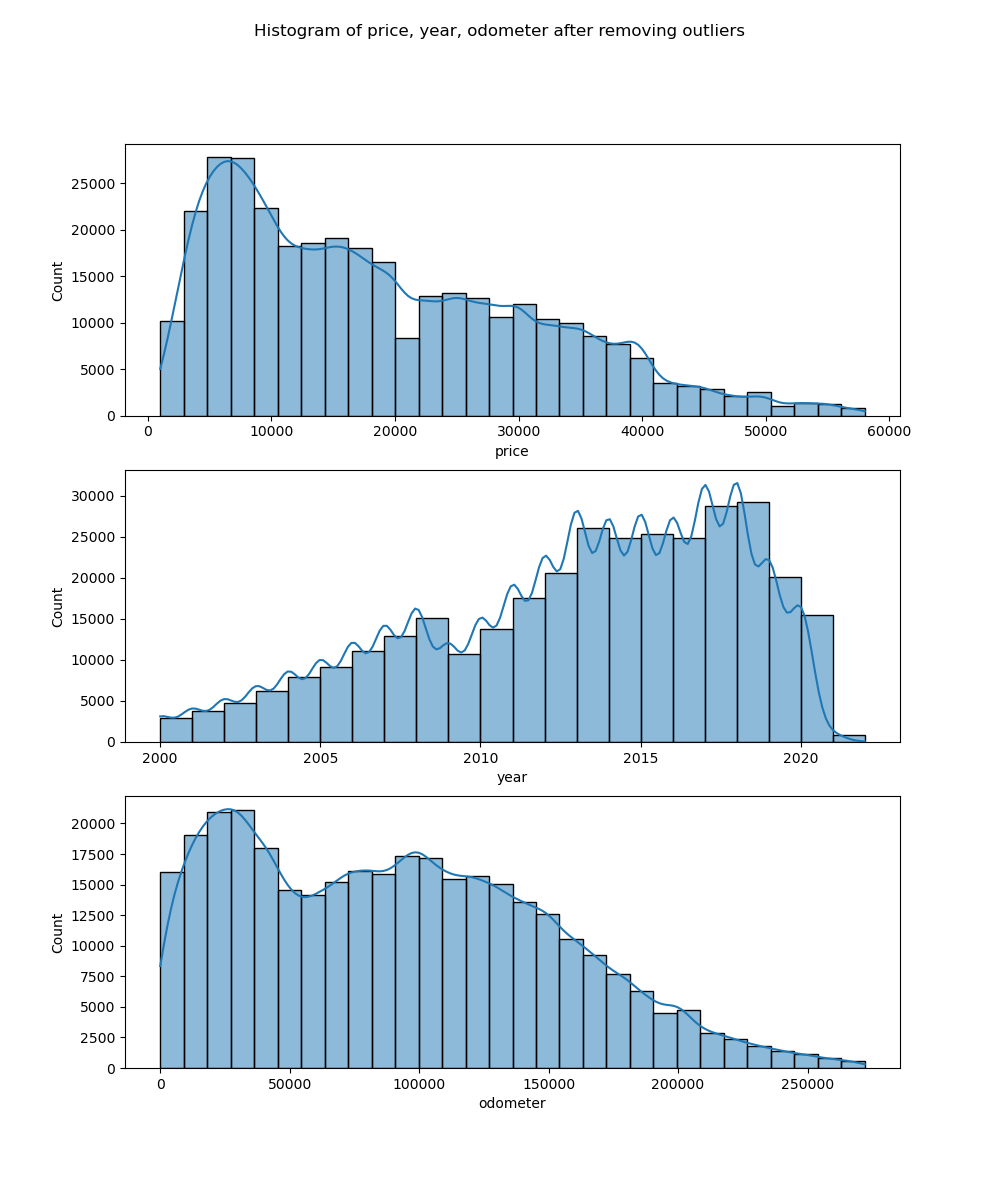 Histogram of price, year, odometer after removing outliers
25000
20000
15000
10000
5000
0
Count
0 10000 20000 30000 40000 50000 60000
price
30000
25000
20000
15000
10000
5000
0
Count
2000 2005 2010 2015 2020
year
20000
17500
15000
12500
10000
7500
5000
2500
0
Count
0 50000 100000 150000 200000 250000
odometer